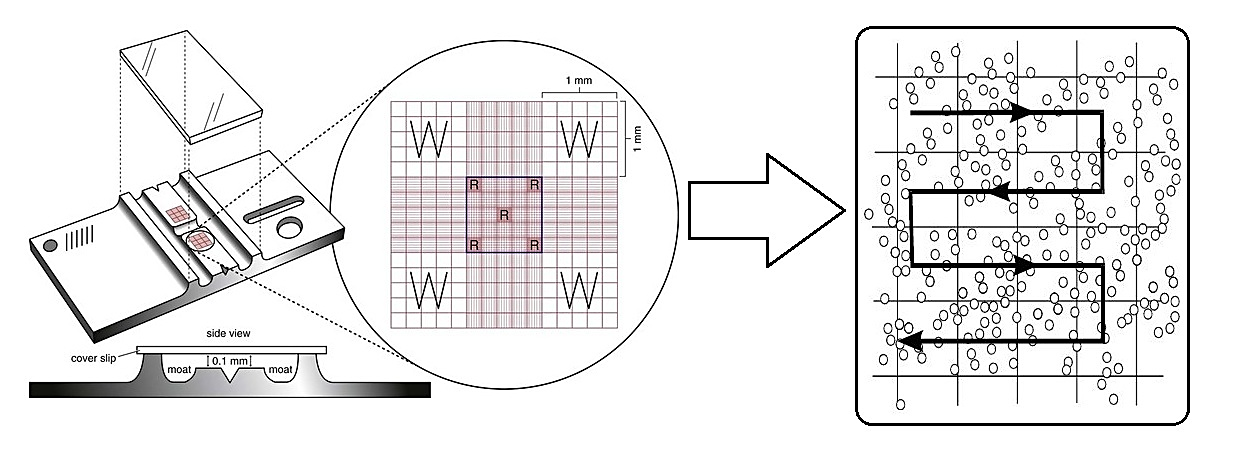 1 mm
W W
1 mm
R R
R
R R
W W
side view
cover slip
moat 0.1 mm moat